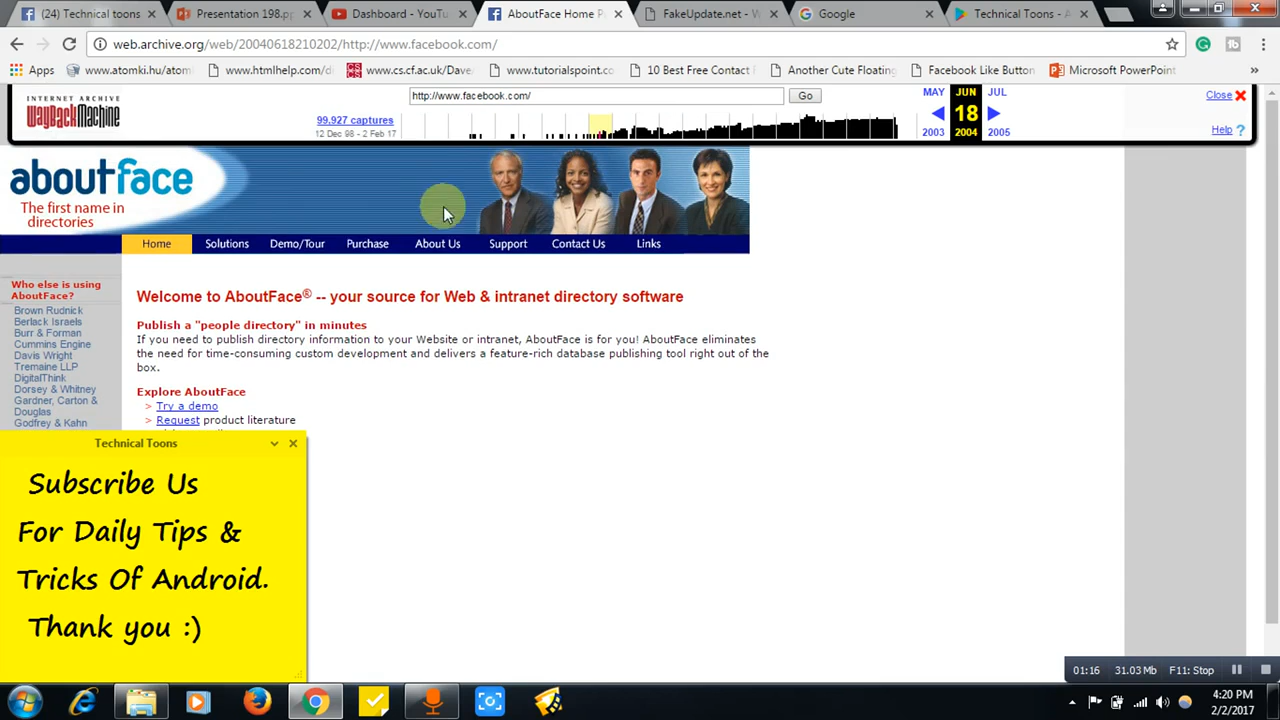 (24) Technical toons
Presentation 198.pp
Dashboard - YouTu
AboutFace Home P
FakeUpdate.net - W
Google
Technical Toons - A
web.archive.org/web/20040618210202/http://www.facebook.com/
Apps
www.atomki.hu/atom
www.htmlhelp.com/d
www.cs.cf.ac.uk/Dave
www.tutorialspoint.co
10 Best Free Contact
Another Cute Floating
Facebook Like Button
Microsoft PowerPoint
»
INTERNET ARCHIVE
WayBackMachine
http://www.facebook.com/
Go
99,927 captures
12 Dec 98 - 2 Feb 17
MAY JUN JUL
18
2003 2004 2005
Close
Help ?
aboutface
The first name in
directories
Home Solutions Demo/Tour Purchase About Us Support Contact Us Links
Who else is using
AboutFace?
Brown Rudnick
Berlack Israels
Burr & Forman
Cummins Engine
Davis Wright
Tremaine LLP
DigitalThink
Dorsey & Whitney
Gardner, Carton &
Douglas
Godfrey & Kahn
Welcome to AboutFace® -- your source for Web & intranet directory software
Publish a "people directory" in minutes
If you need to publish directory information to your Website or intranet, AboutFace is for you! AboutFace eliminates
the need for time-consuming custom development and delivers a feature-rich database publishing tool right out of the
box.
Explore AboutFace
> Try a demo
> Request product literature
Technical Toons
Subscribe Us
For Daily Tips &
Tricks Of Android.
Thank you :)
01:16 31.03 Mb F11: Stop
4:20 PM
2/2/2017